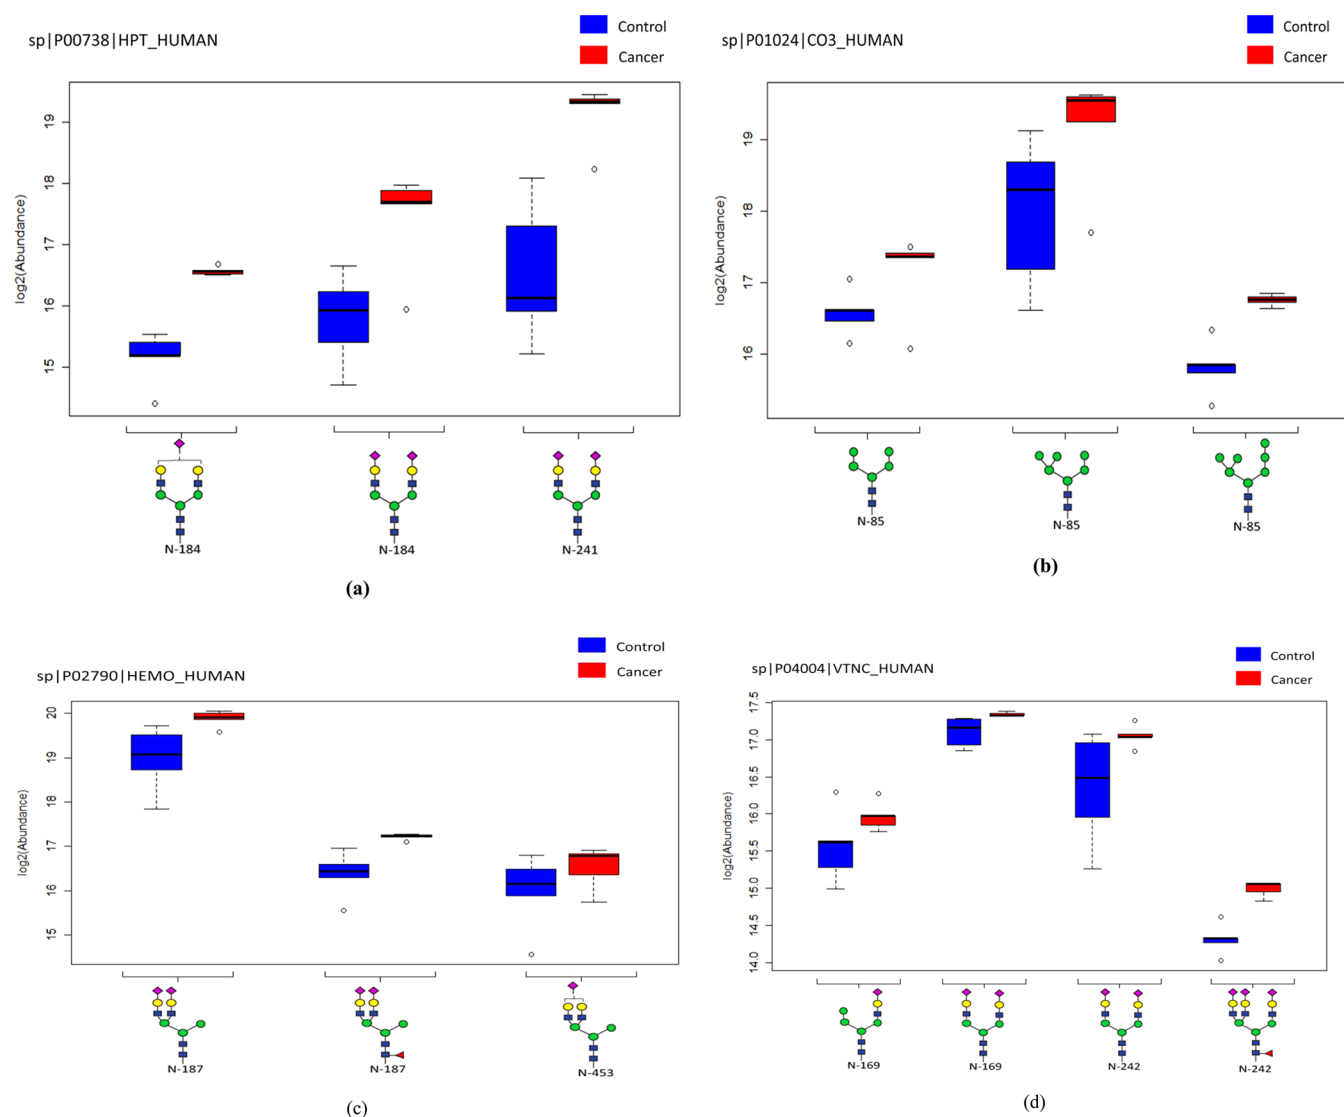 sp|P00738|HPT_HUMAN
Control
Cancer
log2(Abundance)
19
18
17
16
15
N-184
N-184
N-241
(a)
sp|P01024|CO3_HUMAN
Control
Cancer
log2(Abundance)
19
18
17
16
N-85
N-85
N-85
(b)
sp|P02790|HEMO_HUMAN
Control
Cancer
log2(Abundance)
20
19
18
17
16
15
N-187
N-187
N-453
(c)
sp|P04004|VTNC_HUMAN
Control
Cancer
log2(Abundance)
17.5
17.0
16.5
16.0
15.5
15.0
14.5
14.0
N-169
N-169
N-242
N-242
(d)